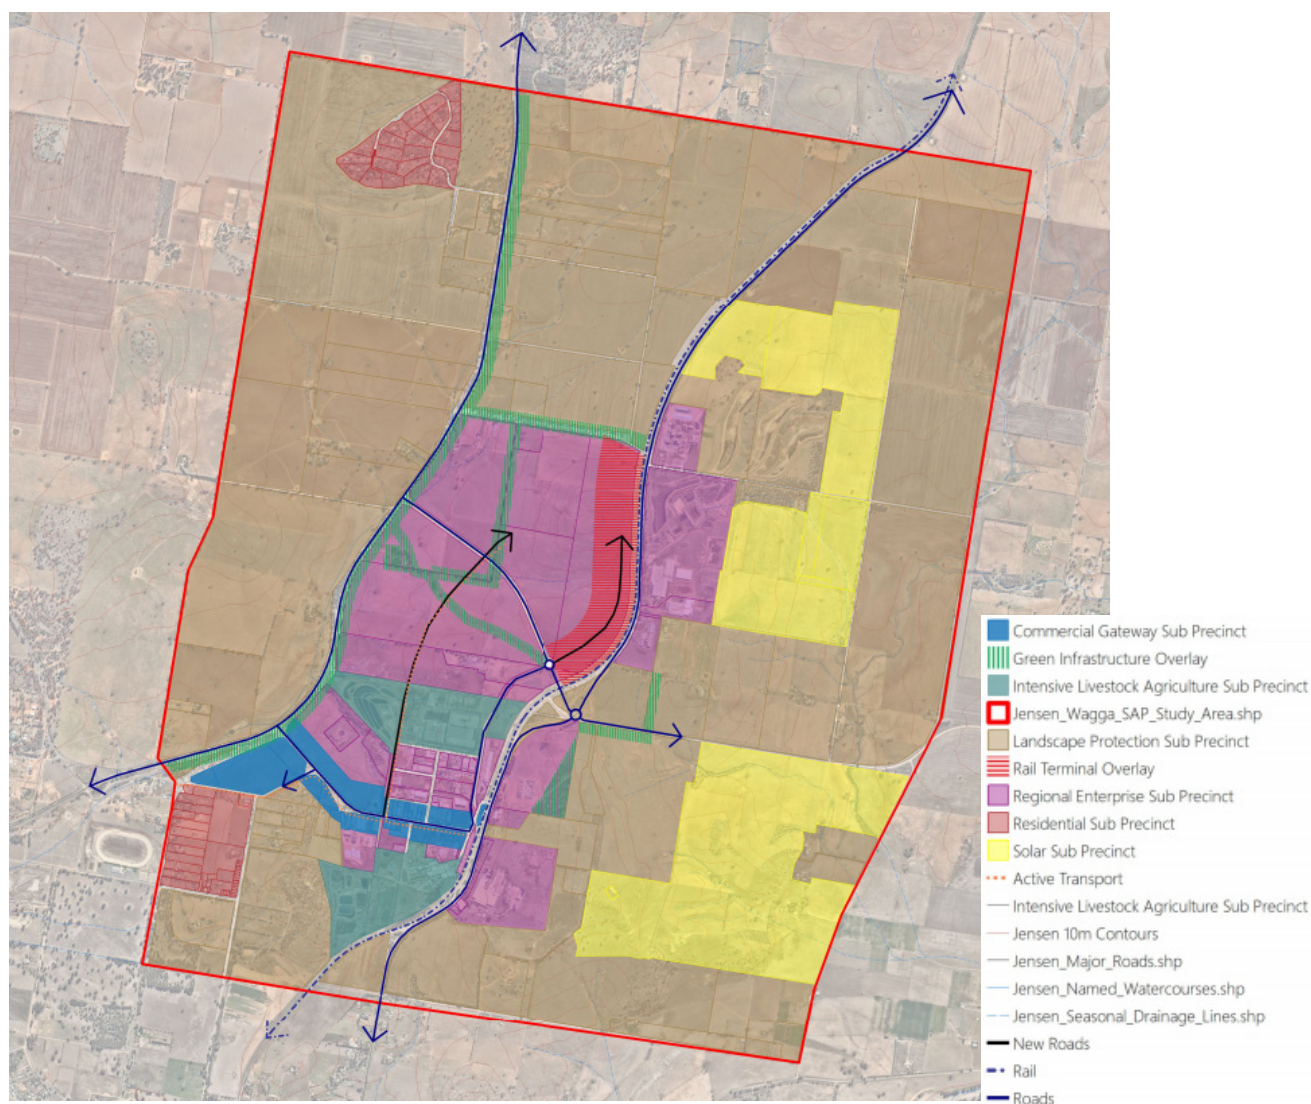 Commercial Gateway Sub Precinct
Green Infrastructure Overlay
Intensive Livestock Agriculture Sub Precinct
Jensen_Wagga_SAP_Study_Area.shp
Landscape Protection Sub Precinct
Rail Terminal Overlay
Regional Enterprise Sub Precinct
Residential Sub Precinct
Solar Sub Precinct
Active Transport
Intensive Livestock Agriculture Sub Precinct
Jensen 10m Contours
Jensen_Major_Roads.shp
Jensen_Named_Watercourses.shp
Jensen_Seasonal_Drainage_Lines.shp
New Roads
Rail
Roads